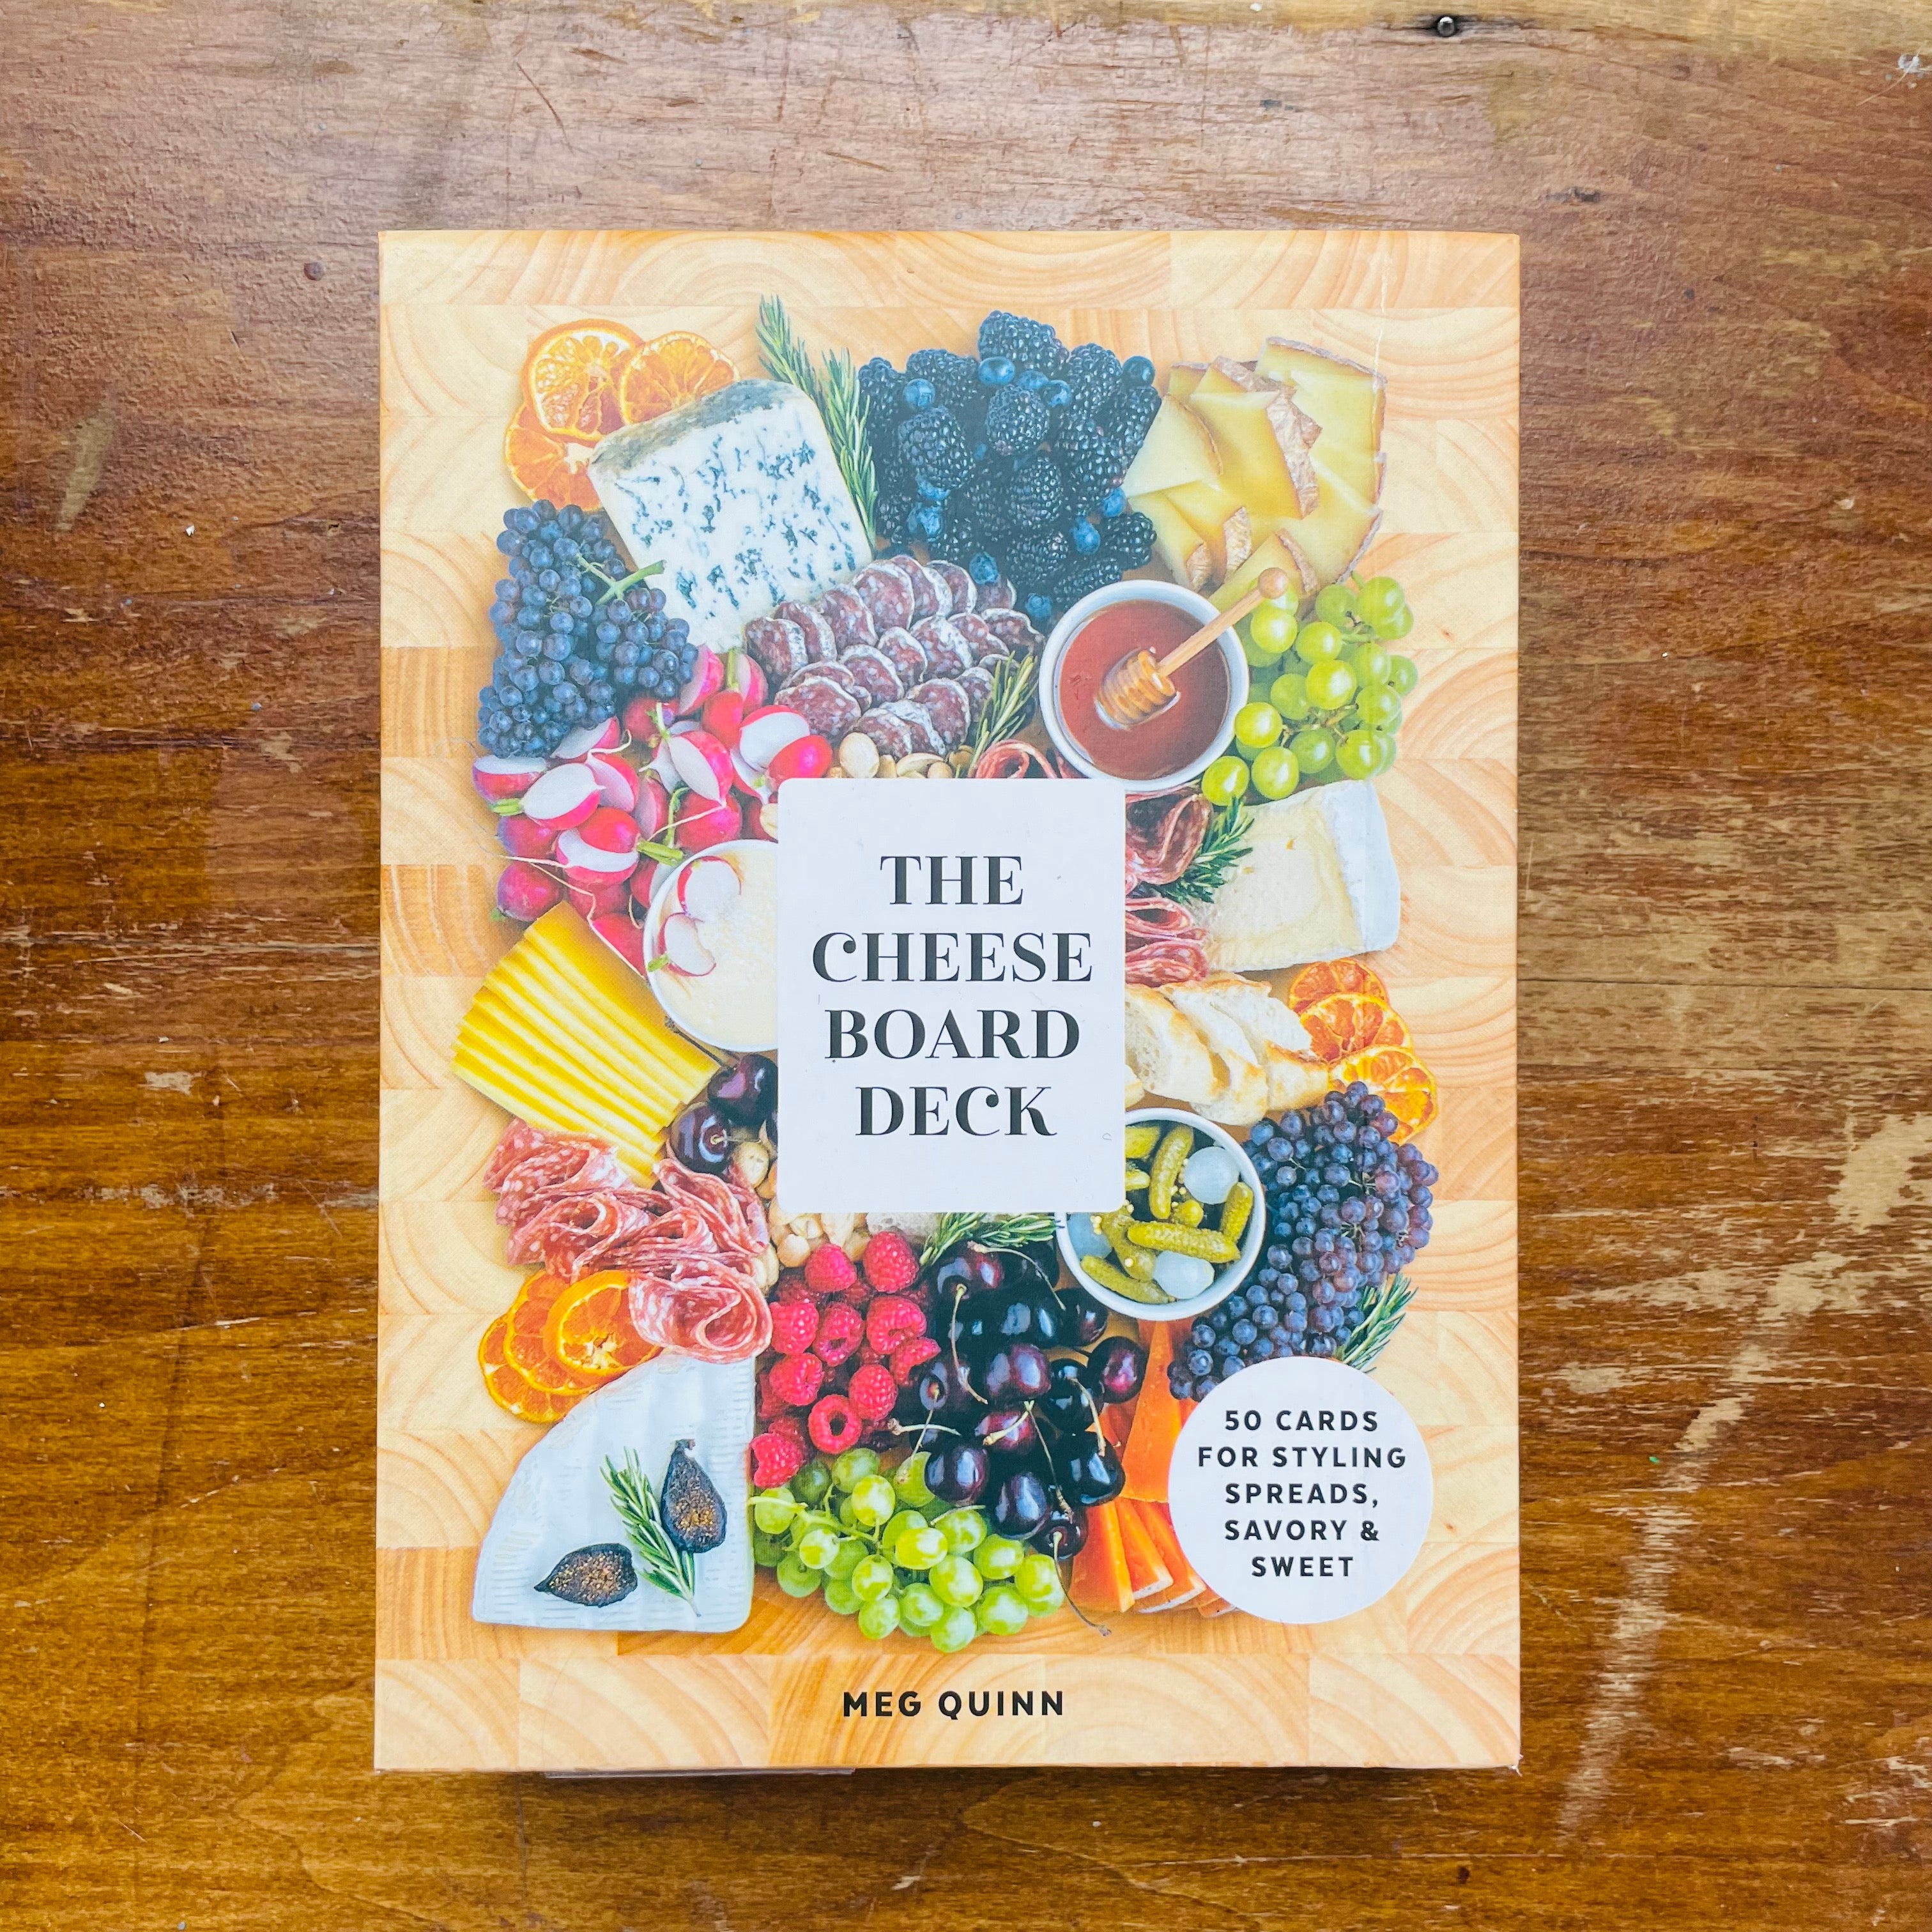 THE
CHEESE
BOARD
DECK
50 CARDS
FOR STYLING
SPREADS,
SAVORY &
SWEET
MEG QUINN